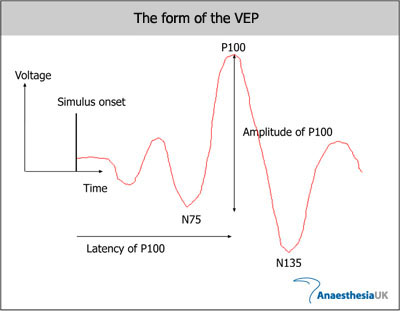 The form of the VEP
P100
Voltage
Simulus onset
Amplitude of P100
Time
N75
Latency of P100
N135
AnaesthesiaUK